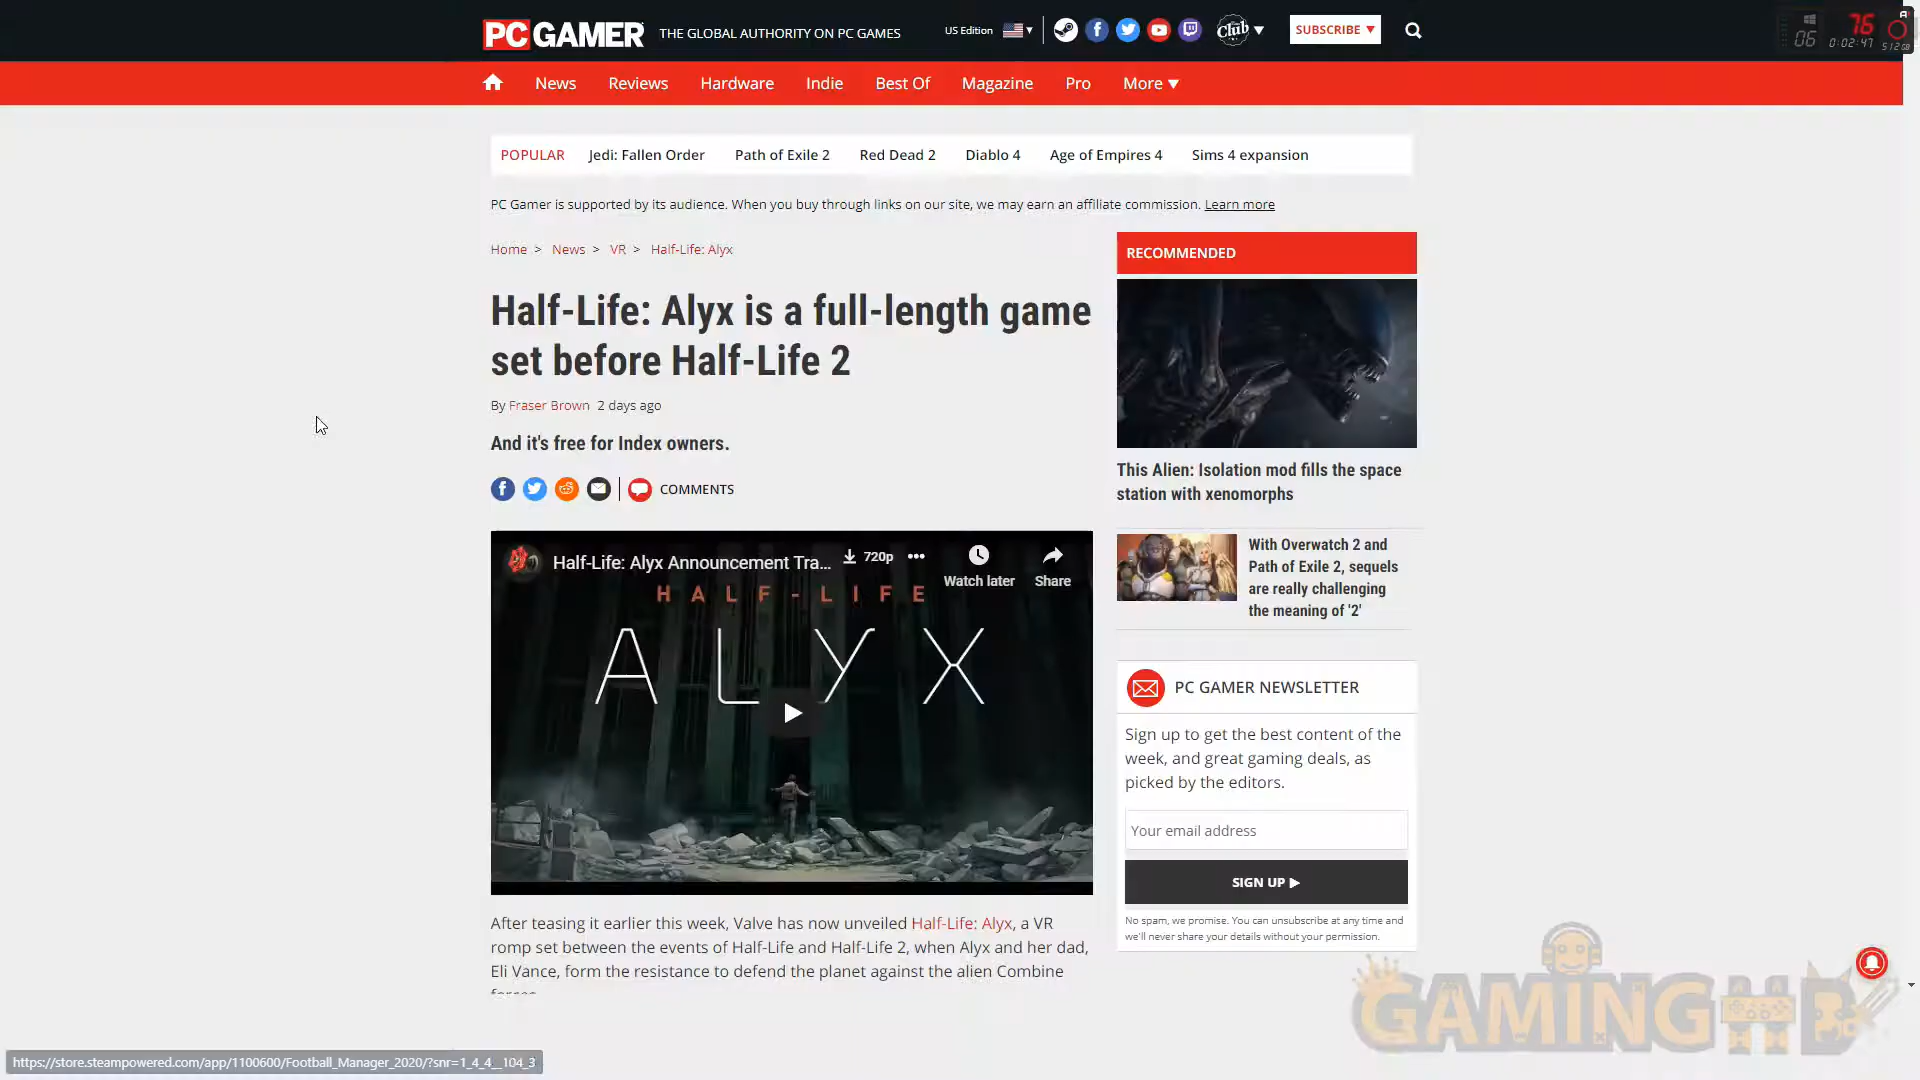 PC GAMER THE GLOBAL AUTHORITY ON PC GAMES US Edition Club SUBSCRIBE
06 76 0:02:47 512GB
News Reviews Hardware Indie Best Of Magazine Pro More
POPULAR Jedi: Fallen Order Path of Exile 2 Red Dead 2 Diablo 4 Age of Empires 4 Sims 4 expansion
PC Gamer is supported by its audience. When you buy through links on our site, we may earn an affiliate commission. Learn more
Home > News > VR > Half-Life: Alyx
Half-Life: Alyx is a full-length game
set before Half-Life 2
By Fraser Brown 2 days ago
And it's free for Index owners.
COMMENTS
Half-Life: Alyx Announcement Tra... 720p ••• Watch later Share
HALF-LIFE
ALYX
After teasing it earlier this week, Valve has now unveiled Half-Life: Alyx, a VR
romp set between the events of Half-Life and Half-Life 2, when Alyx and her dad,
Eli Vance, form the resistance to defend the planet against the alien Combine
RECOMMENDED
This Alien: Isolation mod fills the space
station with xenomorphs
With Overwatch 2 and
Path of Exile 2, sequels
are really challenging
the meaning of '2'
PC GAMER NEWSLETTER
Sign up to get the best content of the
week, and great gaming deals, as
picked by the editors.
Your email address
SIGN UP
No spam, we promise. You can unsubscribe at any time and
we'll never share your details without your permission.
GAMING HD
https://store.steampowered.com/app/1100600/Football_Manager_2020/?snr=1_4_4__104_3